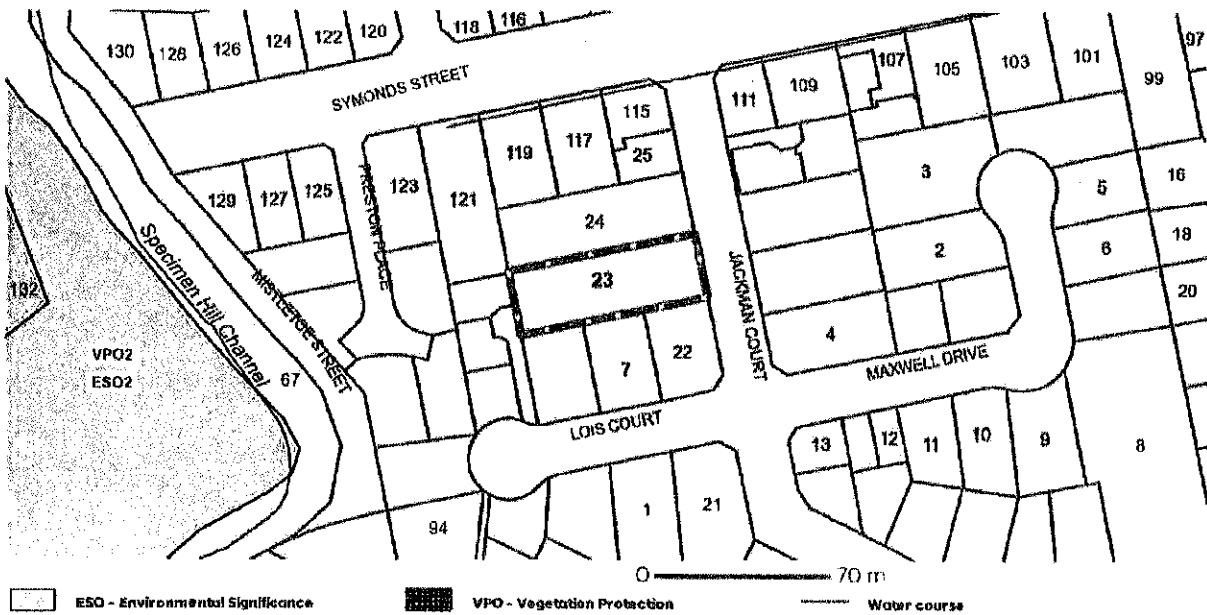 130 128 126 124 122 120 118 116
SYMONDS STREET
111 109 107 105 103 101 99 97
115
119 117 25
129 127 125 123 121
PRESTON PLACE
3 5 16
24
23
2 6 18
20
JACKMAN COURT
Specimen Hill Channel
MISTLETOE STREET
VPO2
ESO2
67
7 22
4
MAXWELL DRIVE
LOIS COURT
13 12 11 10 9 8
94 1 21
0 70 m
ESO - Environmental Significance
VPO - Vegetation Protection
Water course